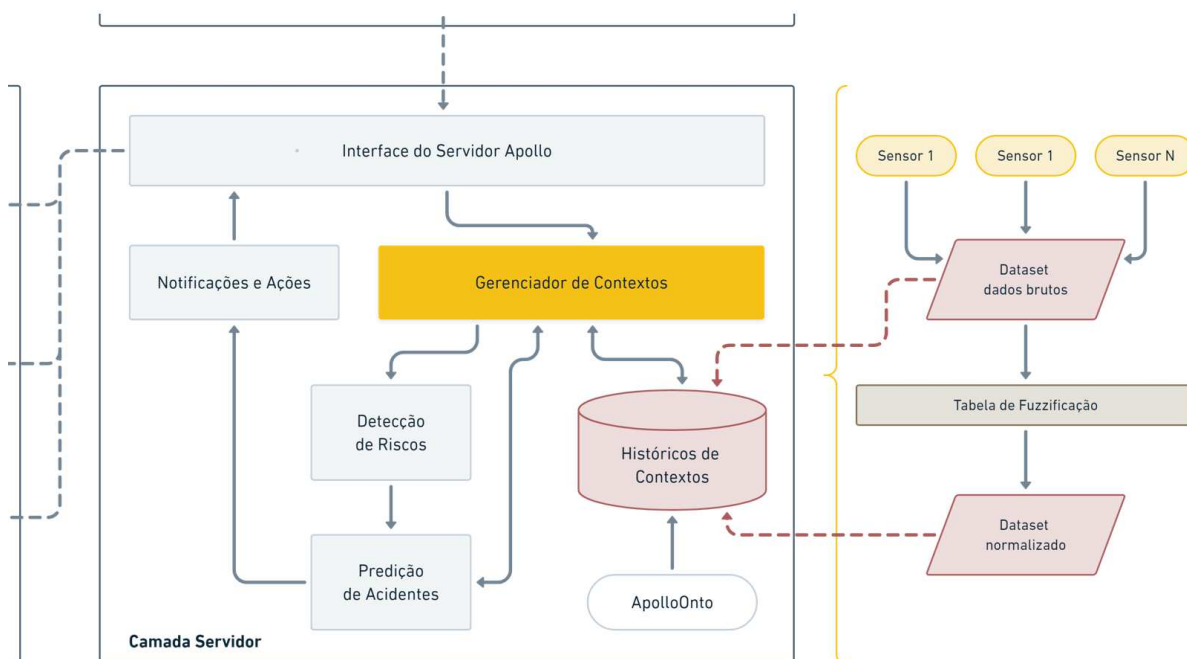 Interface do Servidor Apollo
Notificações e Ações
Gerenciador de Contextos
Detecção
de Riscos
Históricos de
Contextos
Predição
de Acidentes
ApolloOnto
Camada Servidor
Sensor 1
Sensor 1
Sensor N
Dataset
dados brutos
Tabela de Fuzzificação
Dataset
normalizado